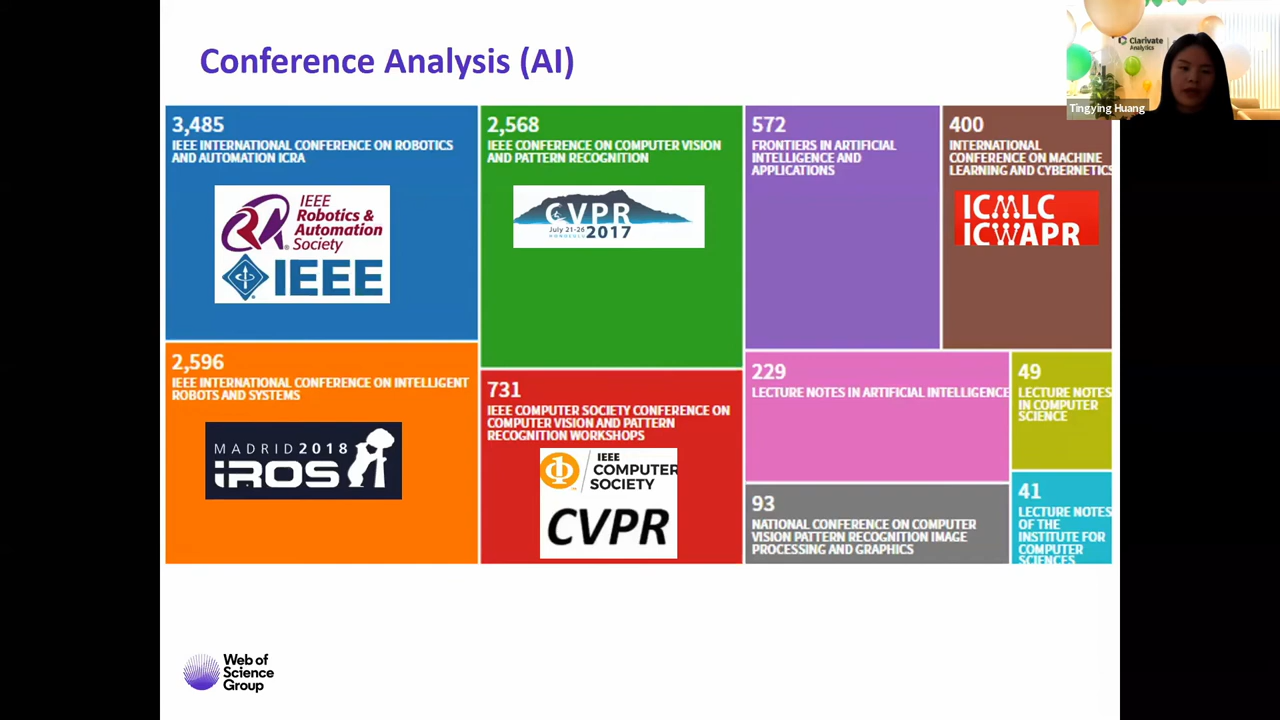 Conference Analysis (AI)
Clarivate
Analytics
Tingying Huang
3,485
IEEE INTERNATIONAL CONFERENCE ON ROBOTICS
AND AUTOMATION ICRA
IEEE
Robotics &
Automation
Society
IEEE
2,568
IEEE CONFERENCE ON COMPUTER VISION
AND PATTERN RECOGNITION
CVPR
July 21-26
2017
HONOLULU
572
FRONTIERS IN ARTIFICIAL
INTELLIGENCE AND
APPLICATIONS
400
INTERNATIONAL
CONFERENCE ON MACHINE
LEARNING AND CYBERNETICS
ICMLC
ICWAPR
2,596
IEEE INTERNATIONAL CONFERENCE ON INTELLIGENT
ROBOTS AND SYSTEMS
MADRID 2018
IROS
731
IEEE COMPUTER SOCIETY CONFERENCE ON
COMPUTER VISION AND PATTERN
RECOGNITION WORKSHOPS
IEEE
COMPUTER
SOCIETY
CVPR
229
LECTURE NOTES IN ARTIFICIAL INTELLIGENCE
49
LECTURE NOTES
IN COMPUTER
SCIENCE
93
NATIONAL CONFERENCE ON COMPUTER
VISION PATTERN RECOGNITION IMAGE
PROCESSING AND GRAPHICS
41
LECTURE NOTES
OF THE
INSTITUTE FOR
COMPUTER
SCIENCES
Web of
Science
Group